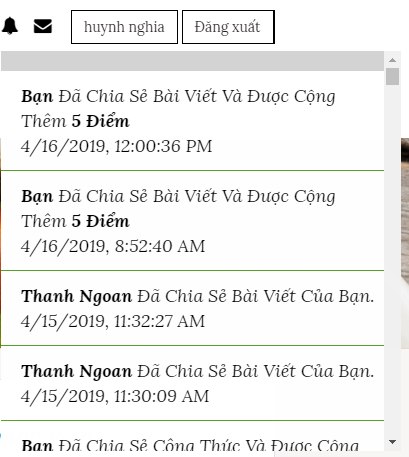 huynh nghia Đăng xuất
Bạn Đã Chia Sẻ Bài Viết Và Được Cộng
Thêm 5 Điểm
4/16/2019, 12:00:36 PM
Bạn Đã Chia Sẻ Bài Viết Và Được Cộng
Thêm 5 Điểm
4/16/2019, 8:52:40 AM
Thanh Ngoan Đã Chia Sẻ Bài Viết Của Bạn.
4/15/2019, 11:32:27 AM
Thanh Ngoan Đã Chia Sẻ Bài Viết Của Bạn.
4/15/2019, 11:30:09 AM
Bạn Đã Chia Sẻ Công Thức Và Được Cộng